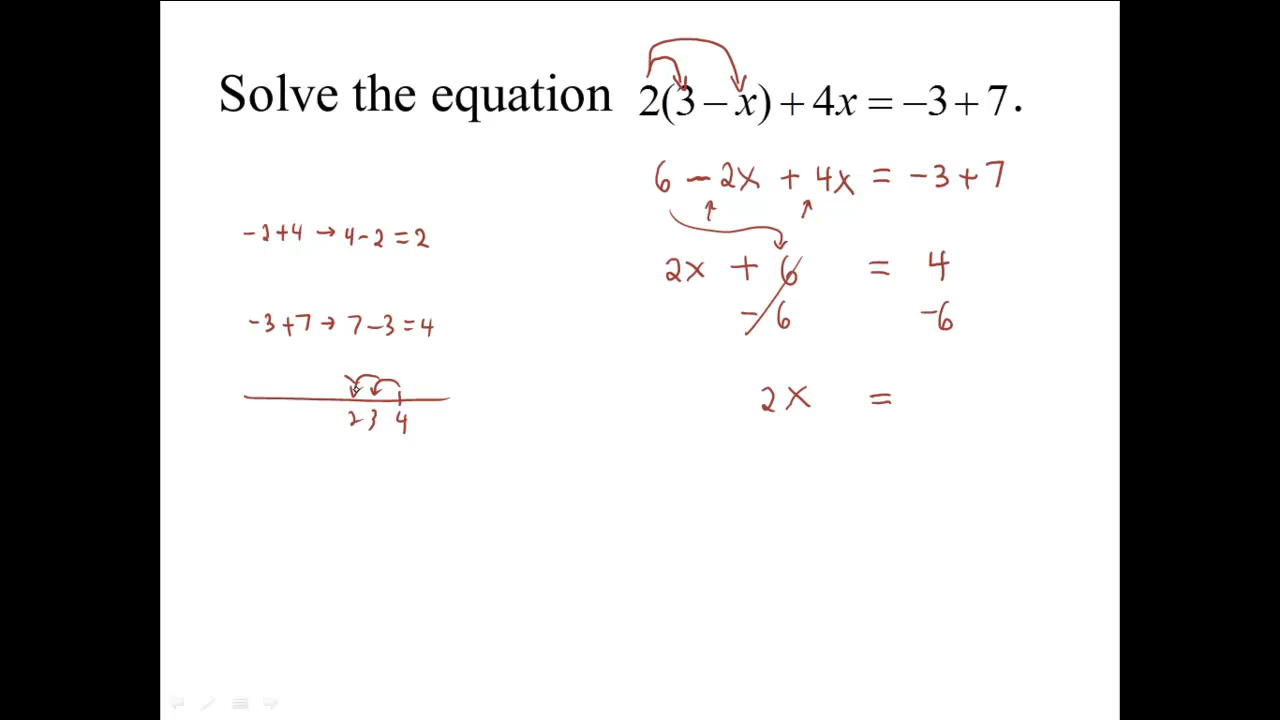 Solve the equation 2(3 − x) + 4x = −3 + 7.
6 − 2x + 4x = −3 + 7
−2+4 → 4−2 = 2
2x + 6 = 4
−3+7 → 7−3 = 4
−6 −6
2x =
2 3 4